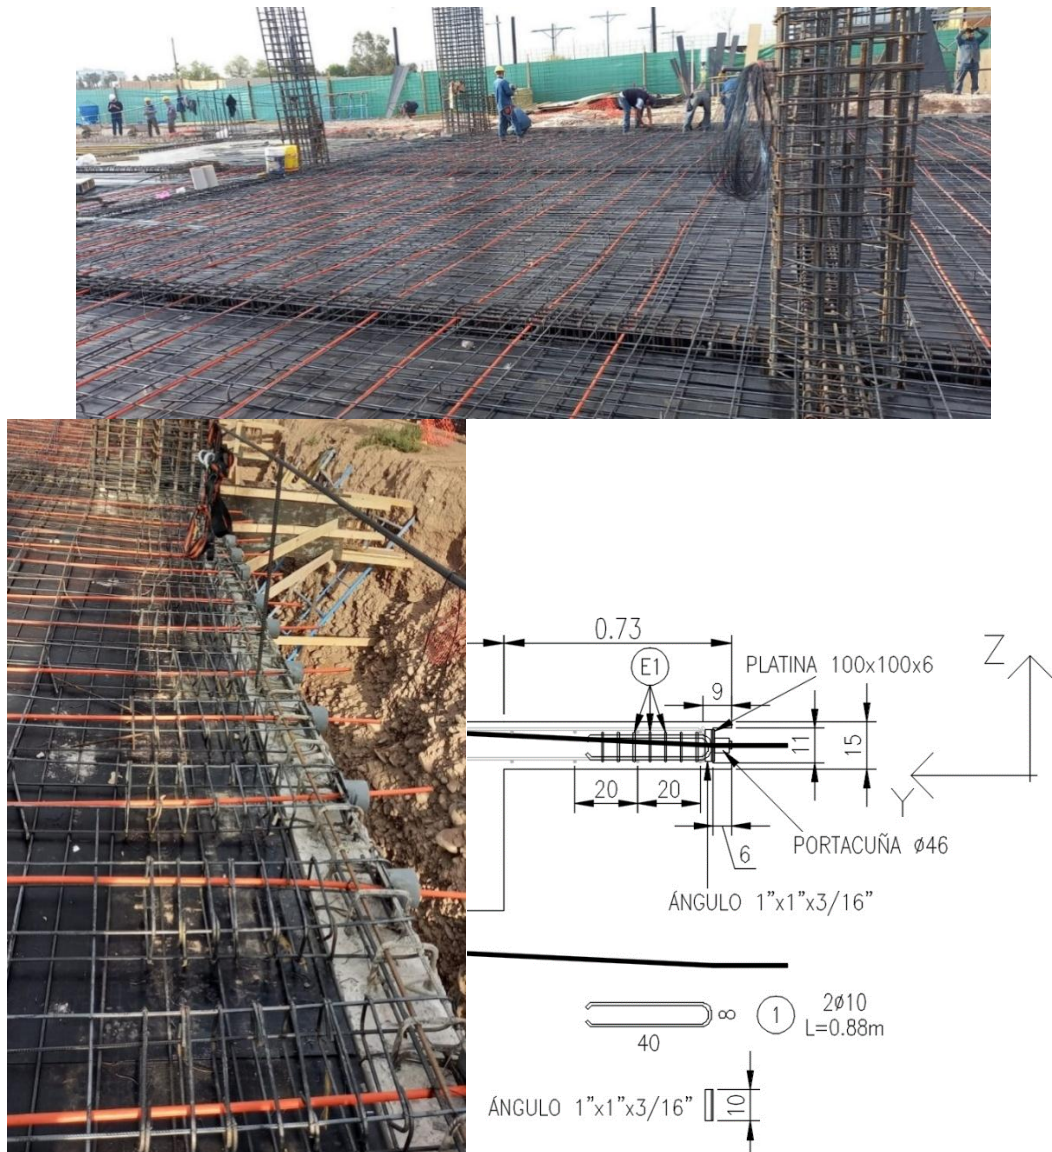 0.73
E1
PLATINA 100x100x6
Z
9
11
15
20
20
Y
6
PORTACUÑA ø46
ÁNGULO 1"x1"x3/16"
8
1
2ø10
L=0.88m
40
ÁNGULO 1"x1"x3/16"
10